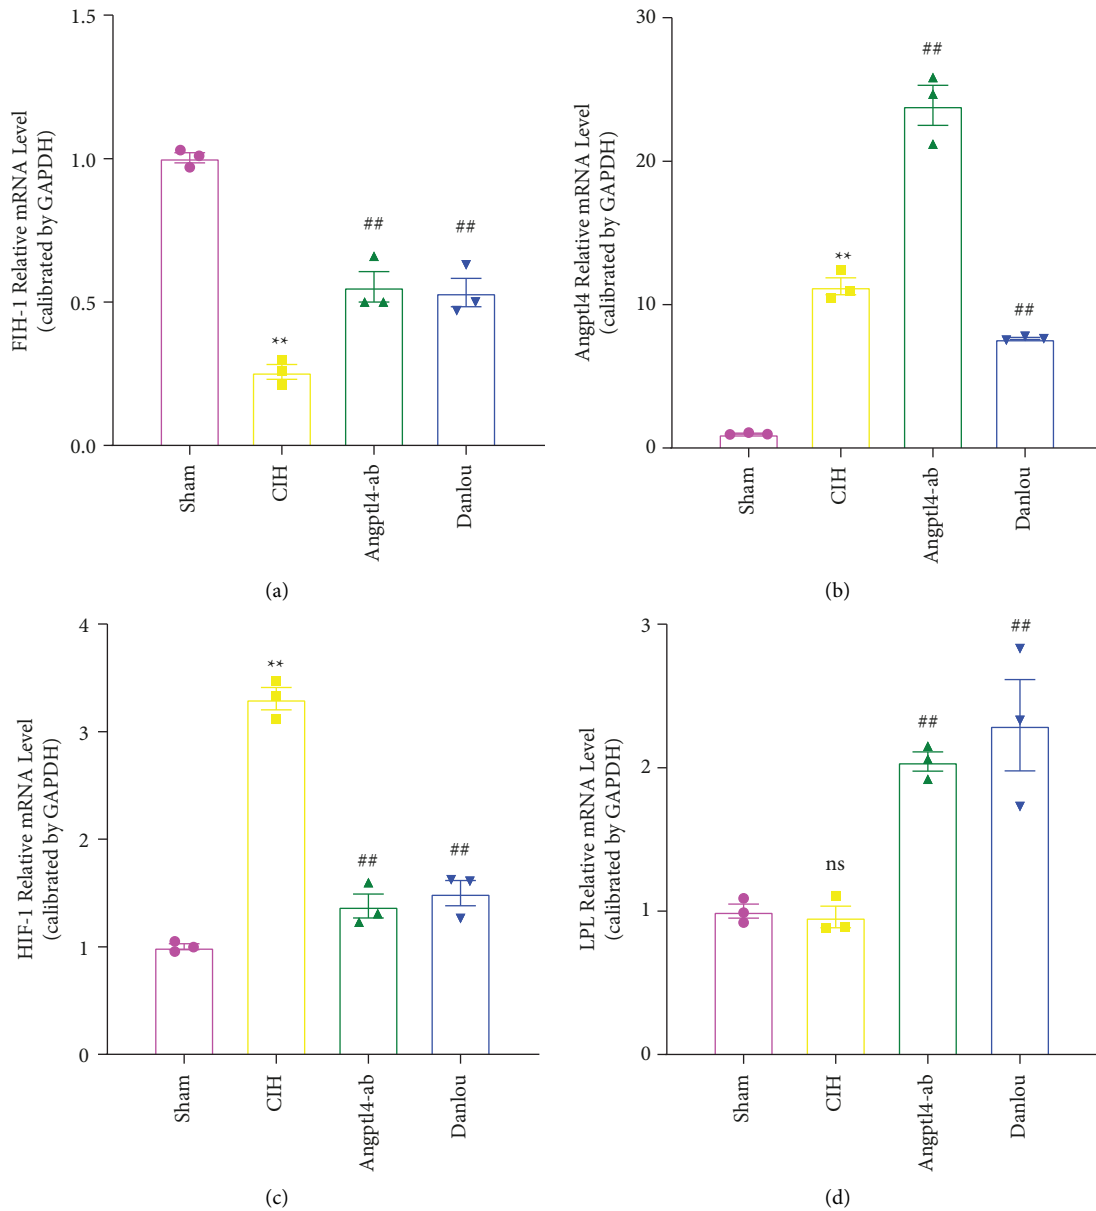 FIH-1 Relative mRNA Level
(calibrated by GAPDH)
1.5
1.0
0.5
0.0
**
##
##
Sham
CIH
Angptl4-ab
Danlou
(a)
Angptl4 Relative mRNA Level
(calibrated by GAPDH)
30
20
10
0
**
##
##
Sham
CIH
Angptl4-ab
Danlou
(b)
HIF-1 Relative mRNA Level
(calibrated by GAPDH)
4
3
2
1
0
**
##
##
Sham
CIH
Angptl4-ab
Danlou
(c)
LPL Relative mRNA Level
(calibrated by GAPDH)
3
2
1
0
ns
##
##
Sham
CIH
Angptl4-ab
Danlou
(d)